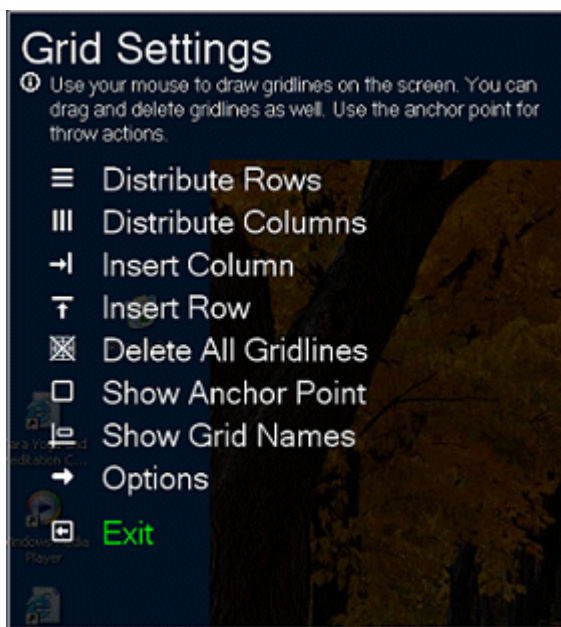 Grid Settings
Use your mouse to draw gridlines on the screen. You can
drag and delete gridlines as well. Use the anchor point for
throw actions.
Distribute Rows
Distribute Columns
Insert Column
Insert Row
Delete All Gridlines
Show Anchor Point
Show Grid Names
Options
Exit
Player